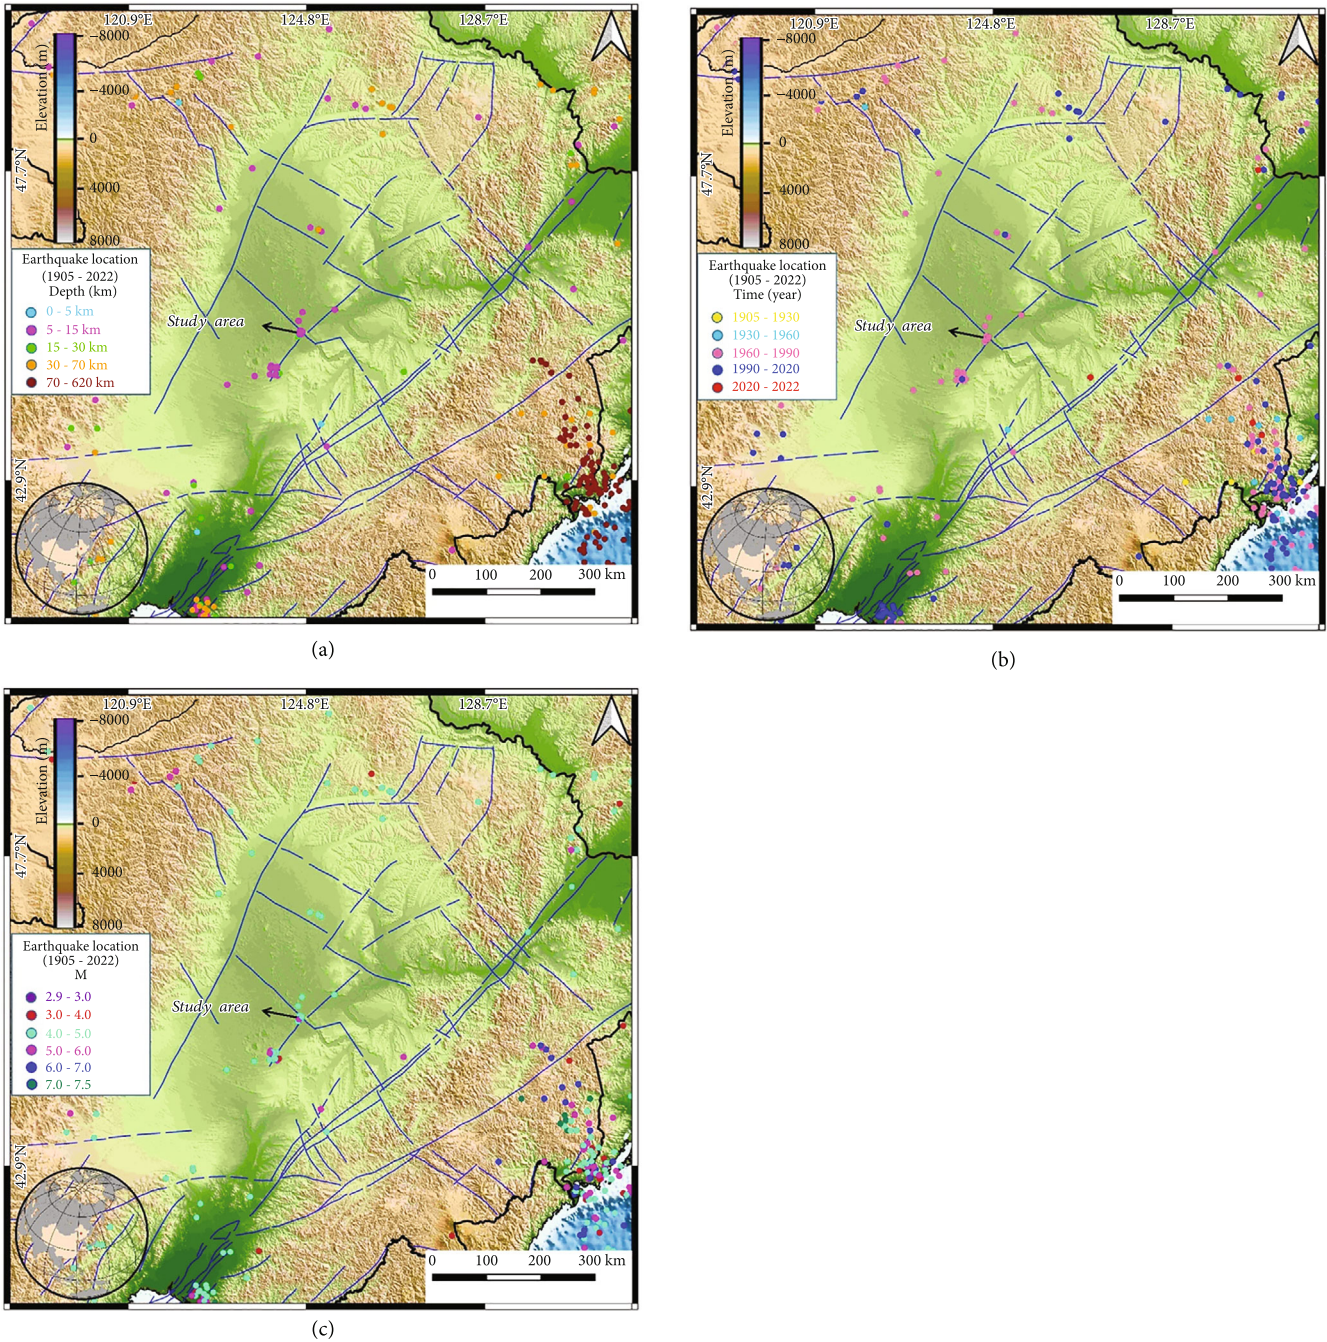 120.9°E 124.8°E 128.7°E
−8000
−4000
0
4000
8000
Elevation (m)
47.7°N
42.9°N
Earthquake location
(1905 - 2022)
Depth (km)
0 - 5 km
5 - 15 km
15 - 30 km
30 - 70 km
70 - 620 km
Study area
0 100 200 300 km
(a)
120.9°E 124.8°E 128.7°E
−8000
−4000
0
4000
8000
Elevation (m)
47.7°N
42.9°N
Earthquake location
(1905 - 2022)
Time (year)
1905 - 1930
1930 - 1960
1960 - 1990
1990 - 2020
2020 - 2022
Study area
0 100 200 300 km
(b)
120.9°E 124.8°E 128.7°E
−8000
−4000
0
4000
8000
Elevation (m)
47.7°N
42.9°N
Earthquake location
(1905 - 2022)
M
2.9 - 3.0
3.0 - 4.0
4.0 - 5.0
5.0 - 6.0
6.0 - 7.0
7.0 - 7.5
Study area
0 100 200 300 km
(c)